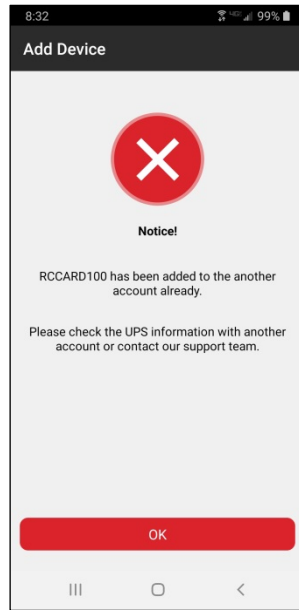 8:32 99%
Add Device
Notice!
RCCARD100 has been added to the another
account already.
Please check the UPS information with another
account or contact our support team.
OK